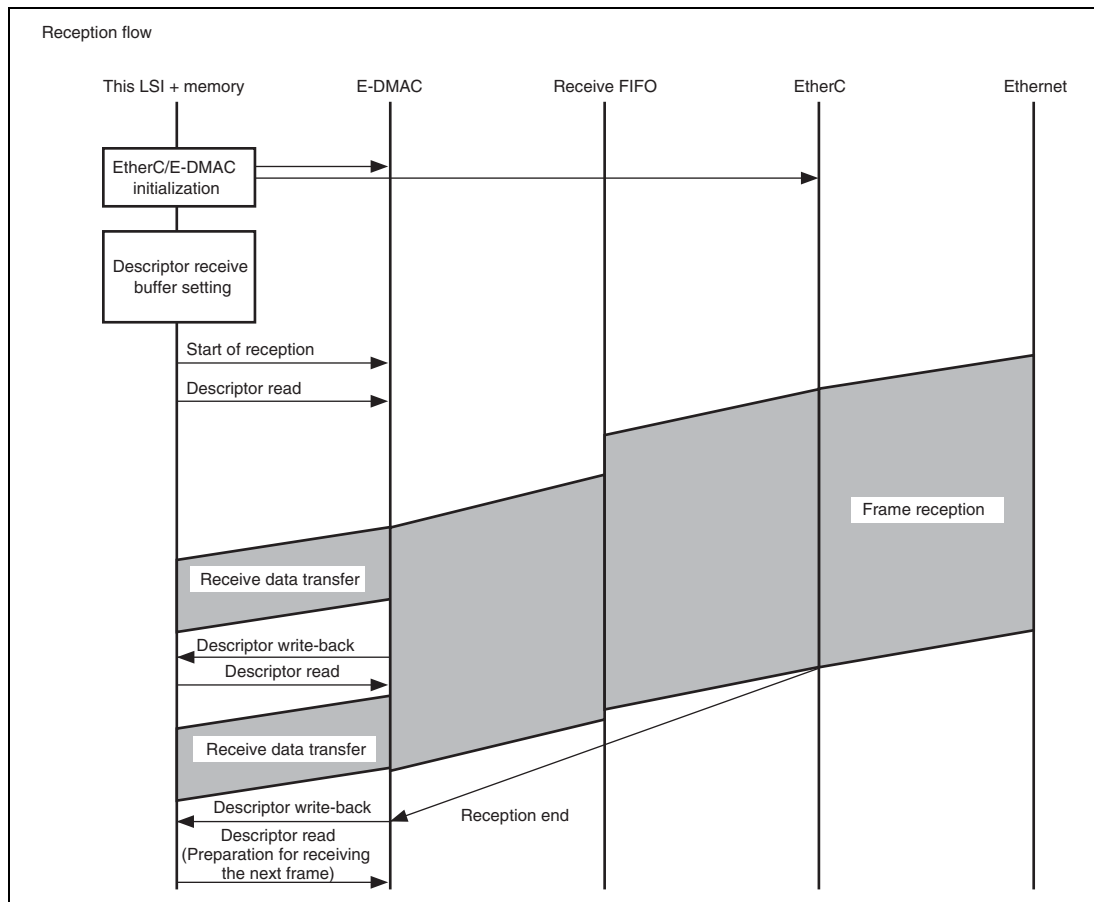 Reception flow
This LSI + memory
E-DMAC
Receive FIFO
EtherC
Ethernet
EtherC/E-DMAC
initialization
Descriptor receive
buffer setting
Start of reception
Descriptor read
Frame reception
Receive data transfer
Descriptor write-back
Descriptor read
Receive data transfer
Descriptor write-back
Reception end
Descriptor read
(Preparation for receiving
the next frame)